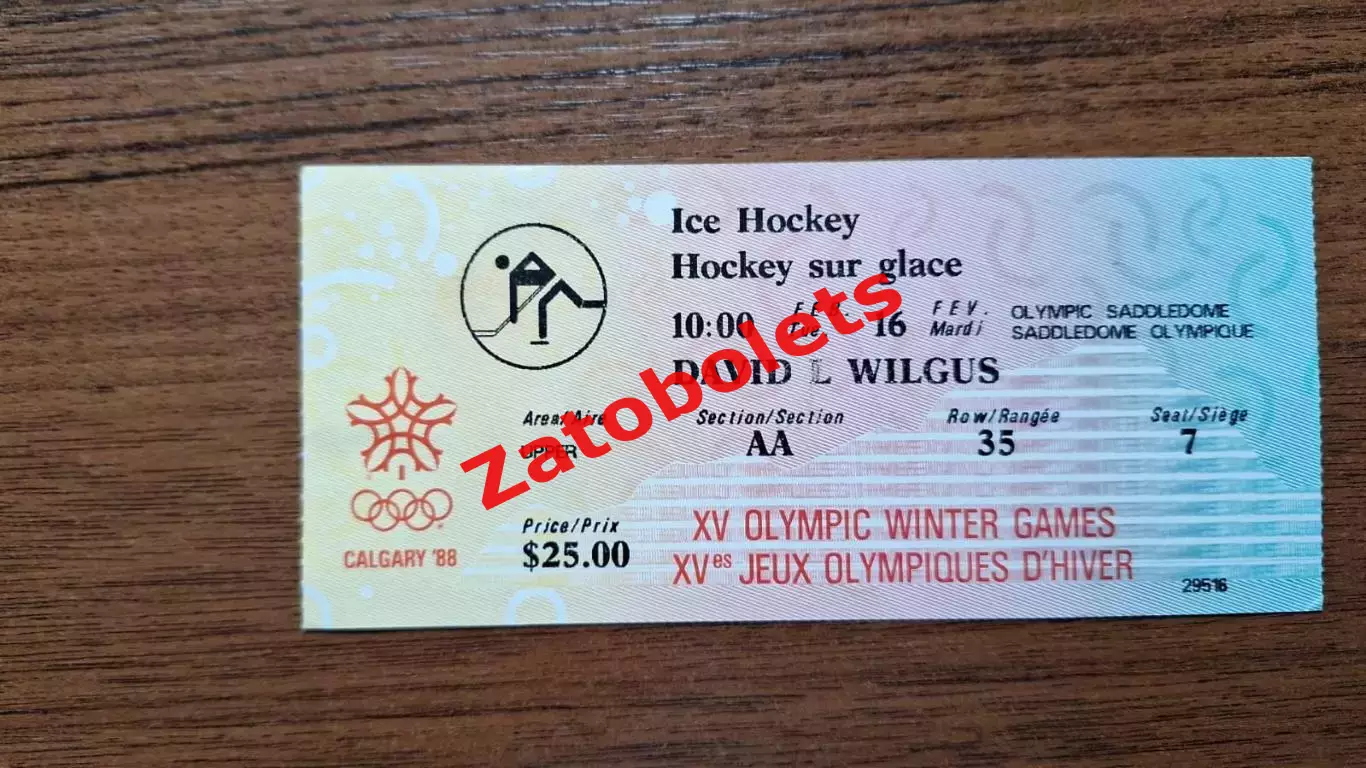 Ice Hockey
Hockey sur glace
10:00 FEB. Tue. 16 FEV. Mardi
OLYMPIC SADDLEDOME
SADDLEDOME OLYMPIQUE
DAVID L WILGUS
Area/Aire Section/Section Row/Rangée Seat/Siège
UPPER AA 35 7
Price/Prix
$25.00
XV OLYMPIC WINTER GAMES
XVes JEUX OLYMPIQUES D'HIVER
CALGARY '88
29516
Zatobolets